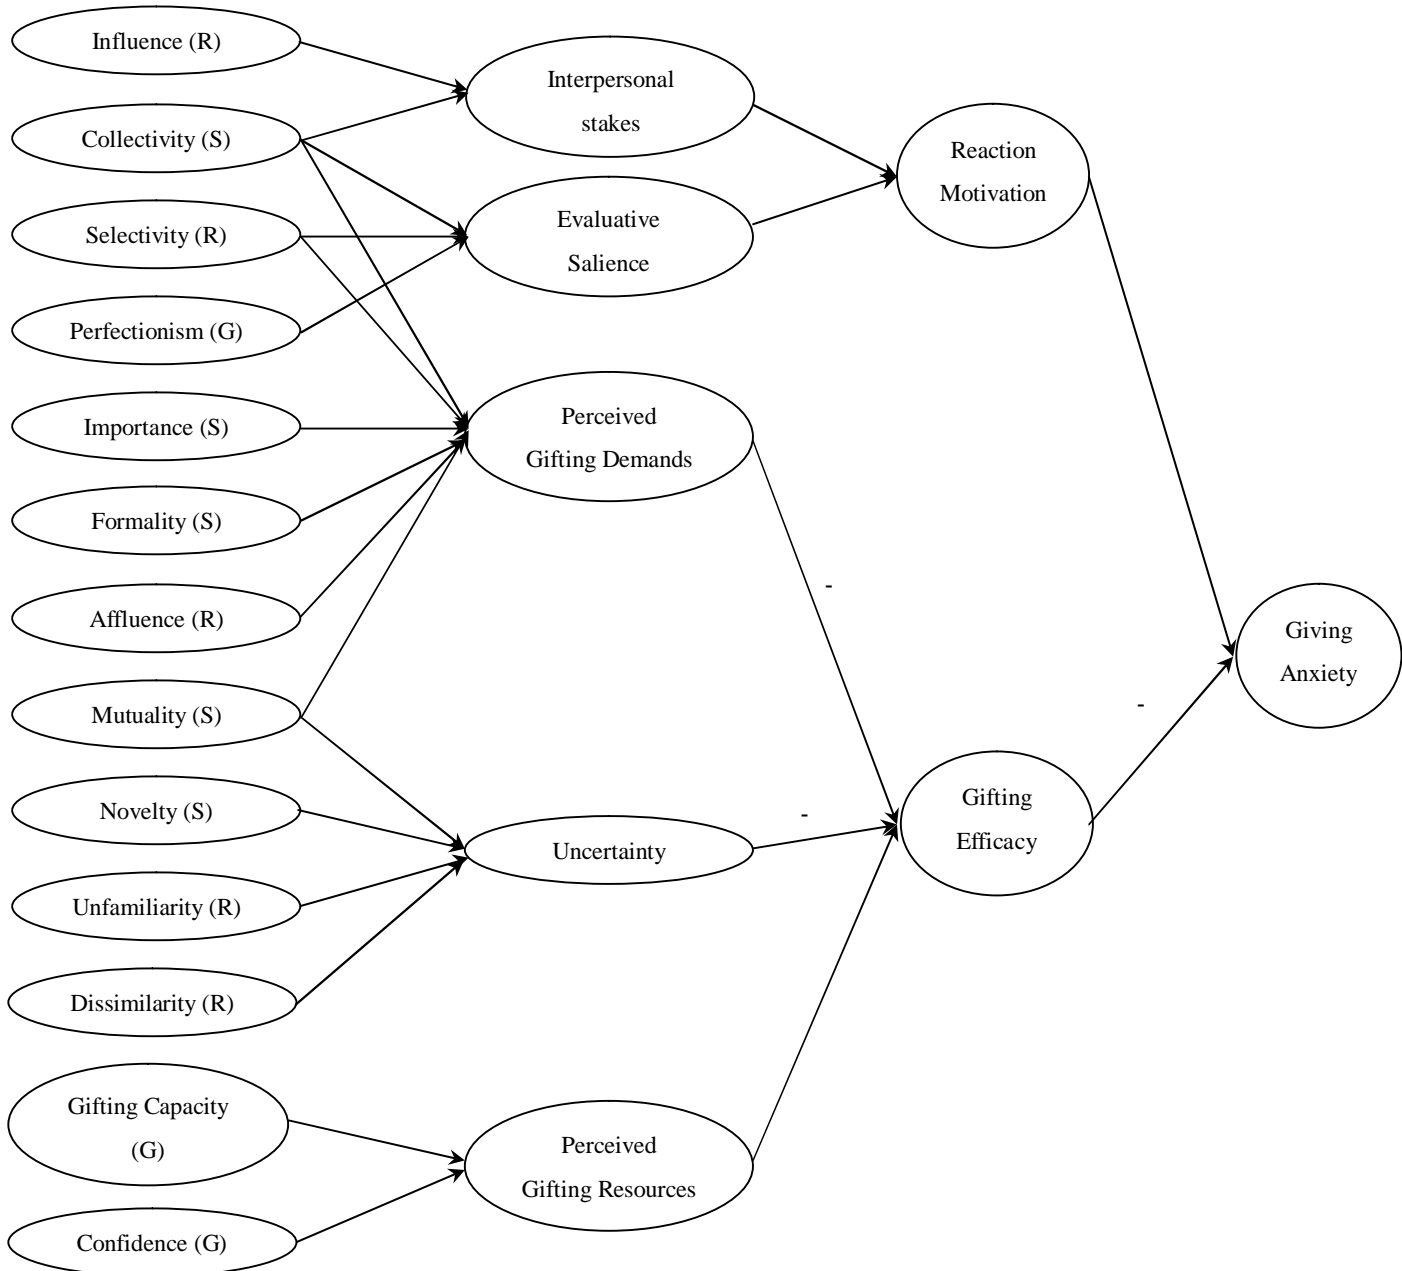 Influence (R)
Collectivity (S)
Selectivity (R)
Perfectionism (G)
Importance (S)
Formality (S)
Affluence (R)
Mutuality (S)
Novelty (S)
Unfamiliarity (R)
Dissimilarity (R)
Gifting Capacity
(G)
Confidence (G)
Interpersonal
stakes
Evaluative
Salience
Perceived
Gifting Demands
Uncertainty
Perceived
Gifting Resources
Reaction
Motivation
-
-
Gifting
Efficacy
-
Giving
Anxiety